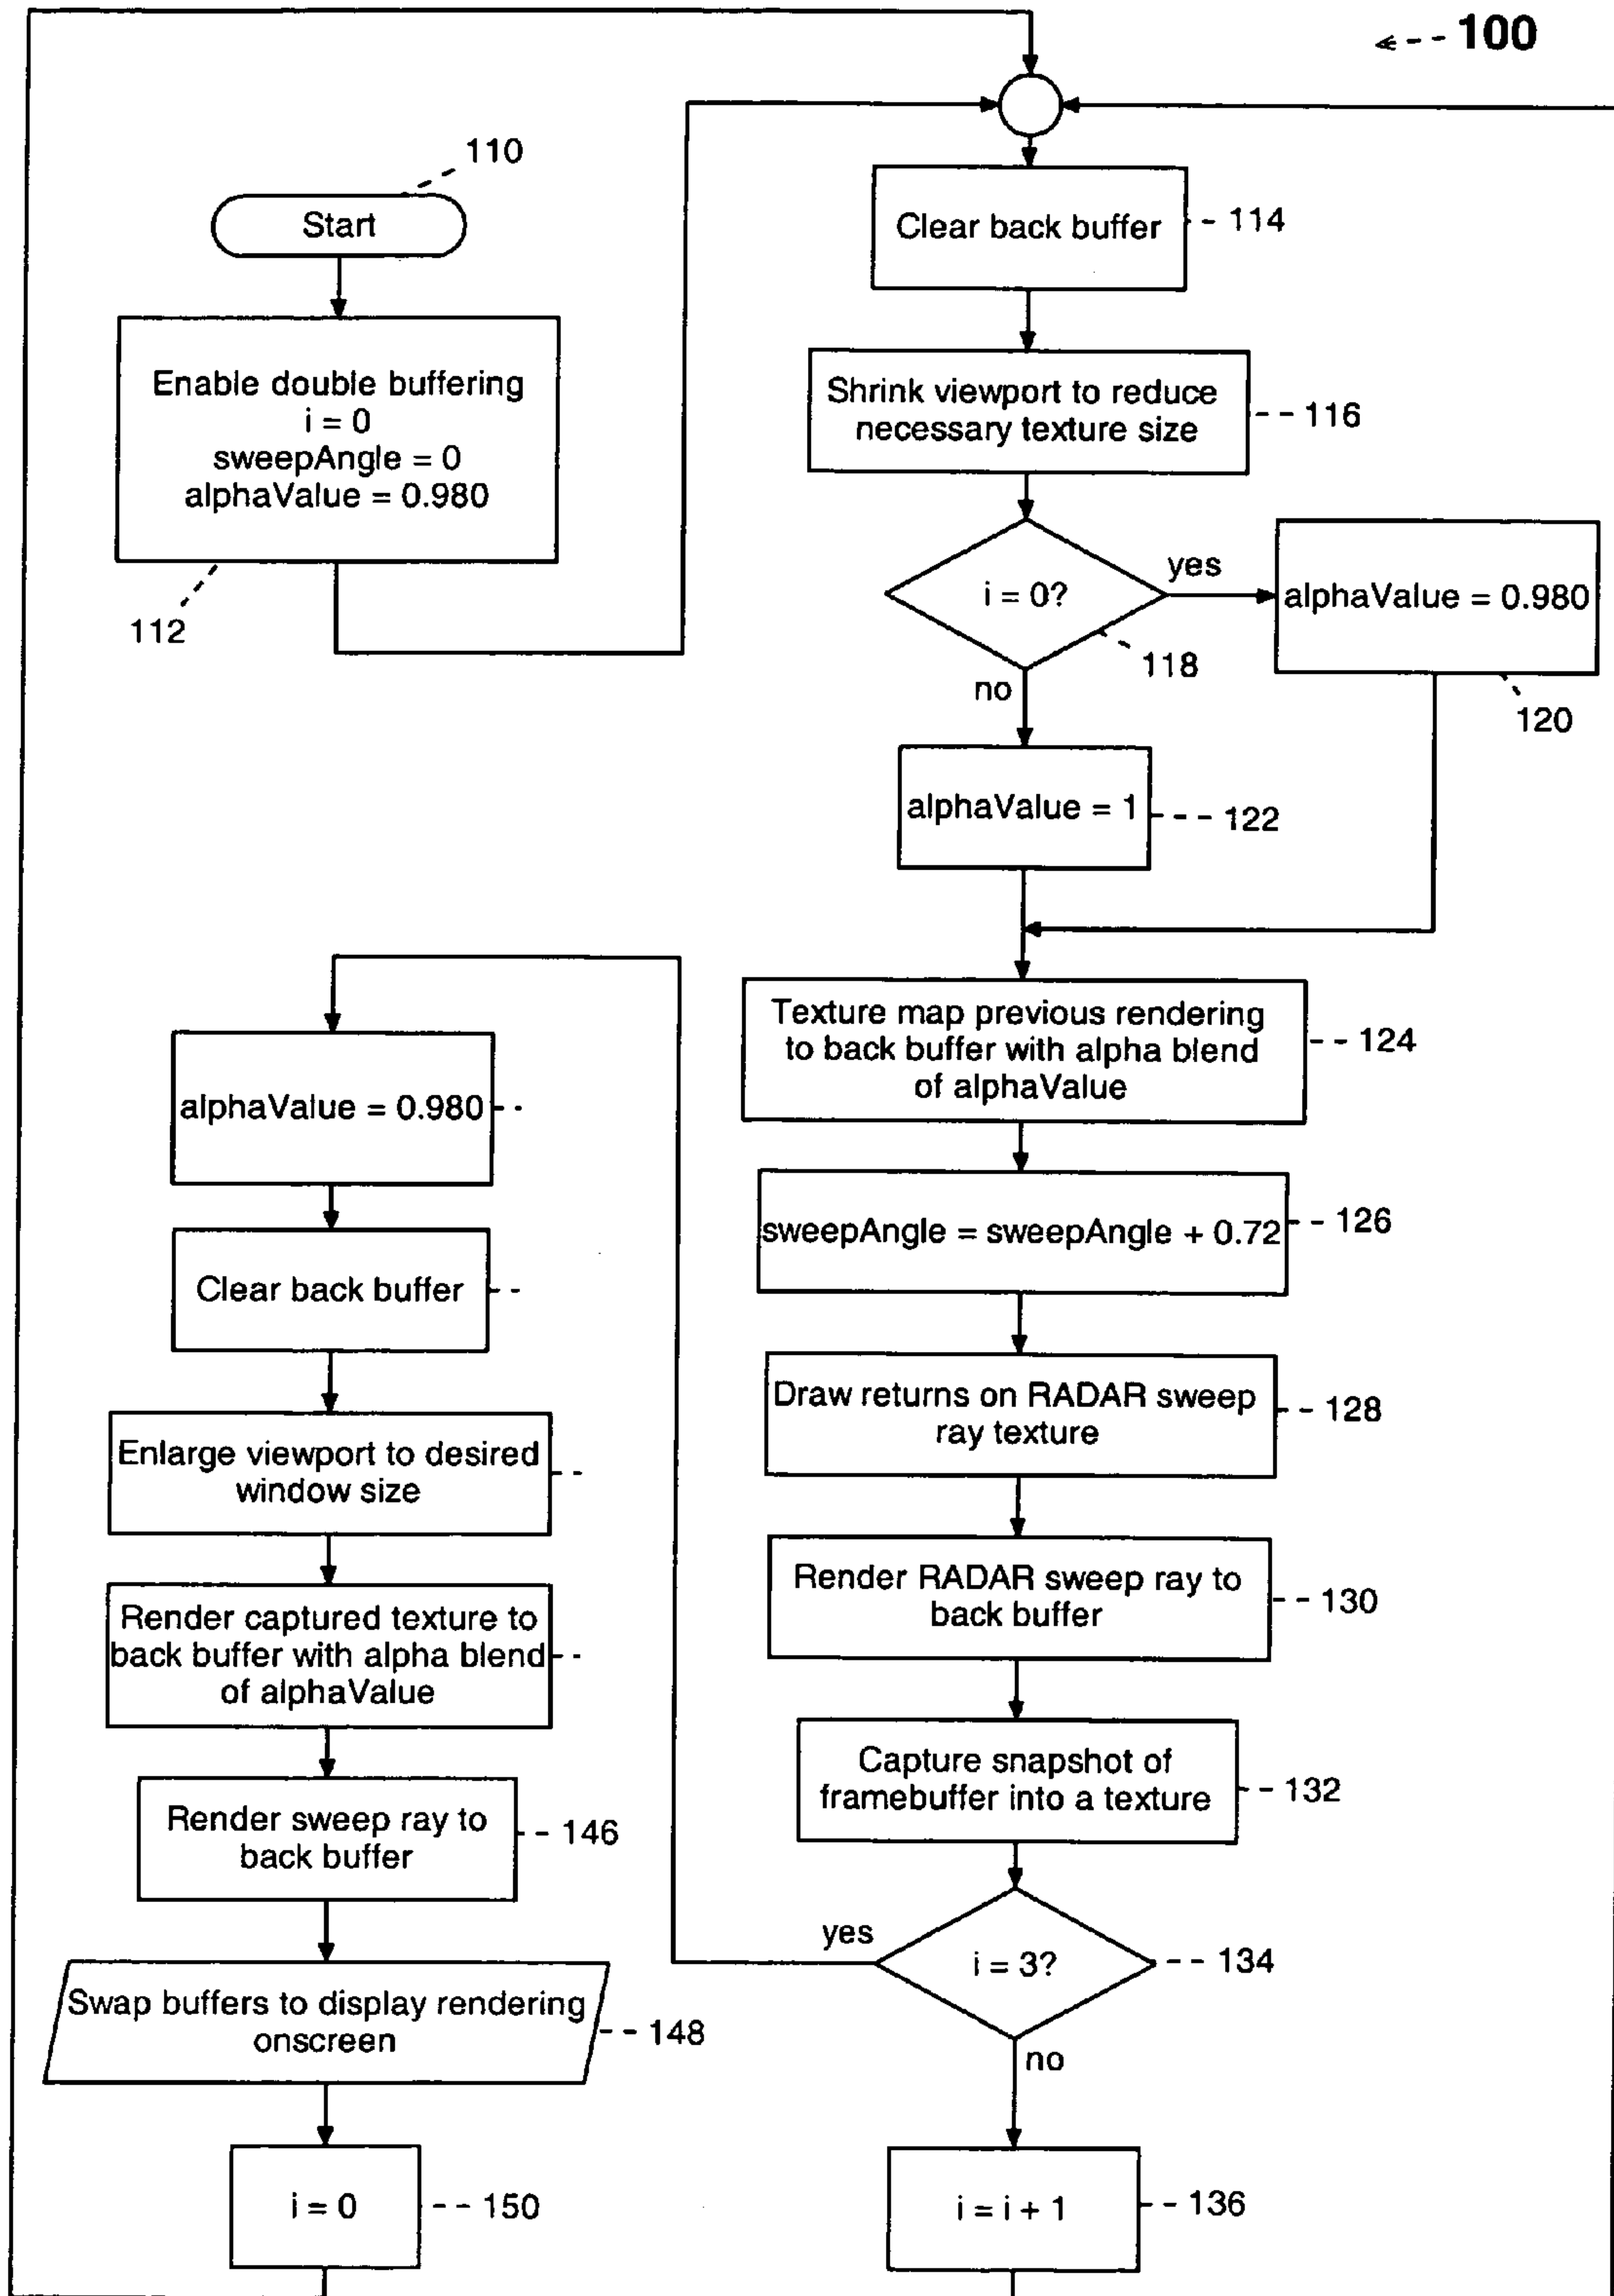 100
110
Start
Enable double buffering
i = 0
sweepAngle = 0
alphaValue = 0.980
112
Clear back buffer
114
Shrink viewport to reduce
necessary texture size
116
i = 0?
yes
118
no
alphaValue = 0.980
120
alphaValue = 1
122
Texture map previous rendering
to back buffer with alpha blend
of alphaValue
124
sweepAngle = sweepAngle + 0.72
126
Draw returns on RADAR sweep
ray texture
128
Render RADAR sweep ray to
back buffer
130
Capture snapshot of
framebuffer into a texture
132
i = 3?
134
yes
no
i = i + 1
136
alphaValue = 0.980
Clear back buffer
Enlarge viewport to desired
window size
Render captured texture to
back buffer with alpha blend
of alphaValue
Render sweep ray to
back buffer
146
Swap buffers to display rendering
onscreen
148
i = 0
150